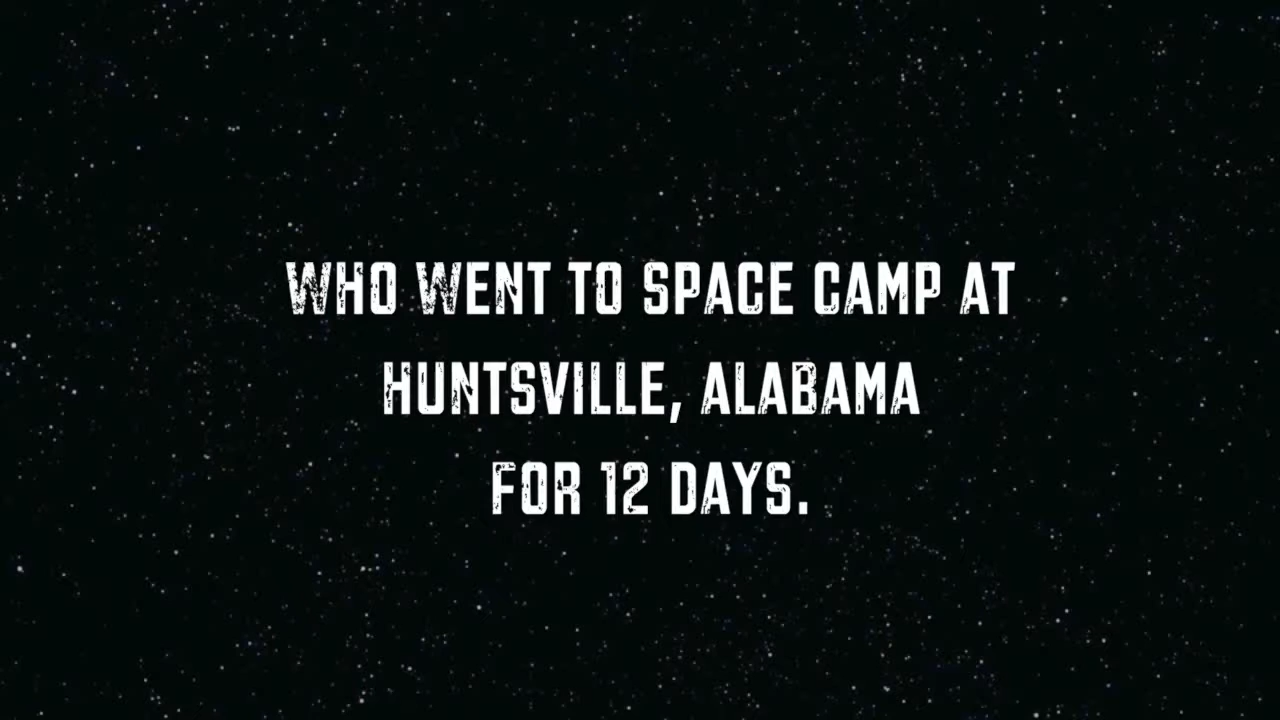 WHO WENT TO SPACE CAMP AT
HUNTSVILLE, ALABAMA
FOR 12 DAYS.